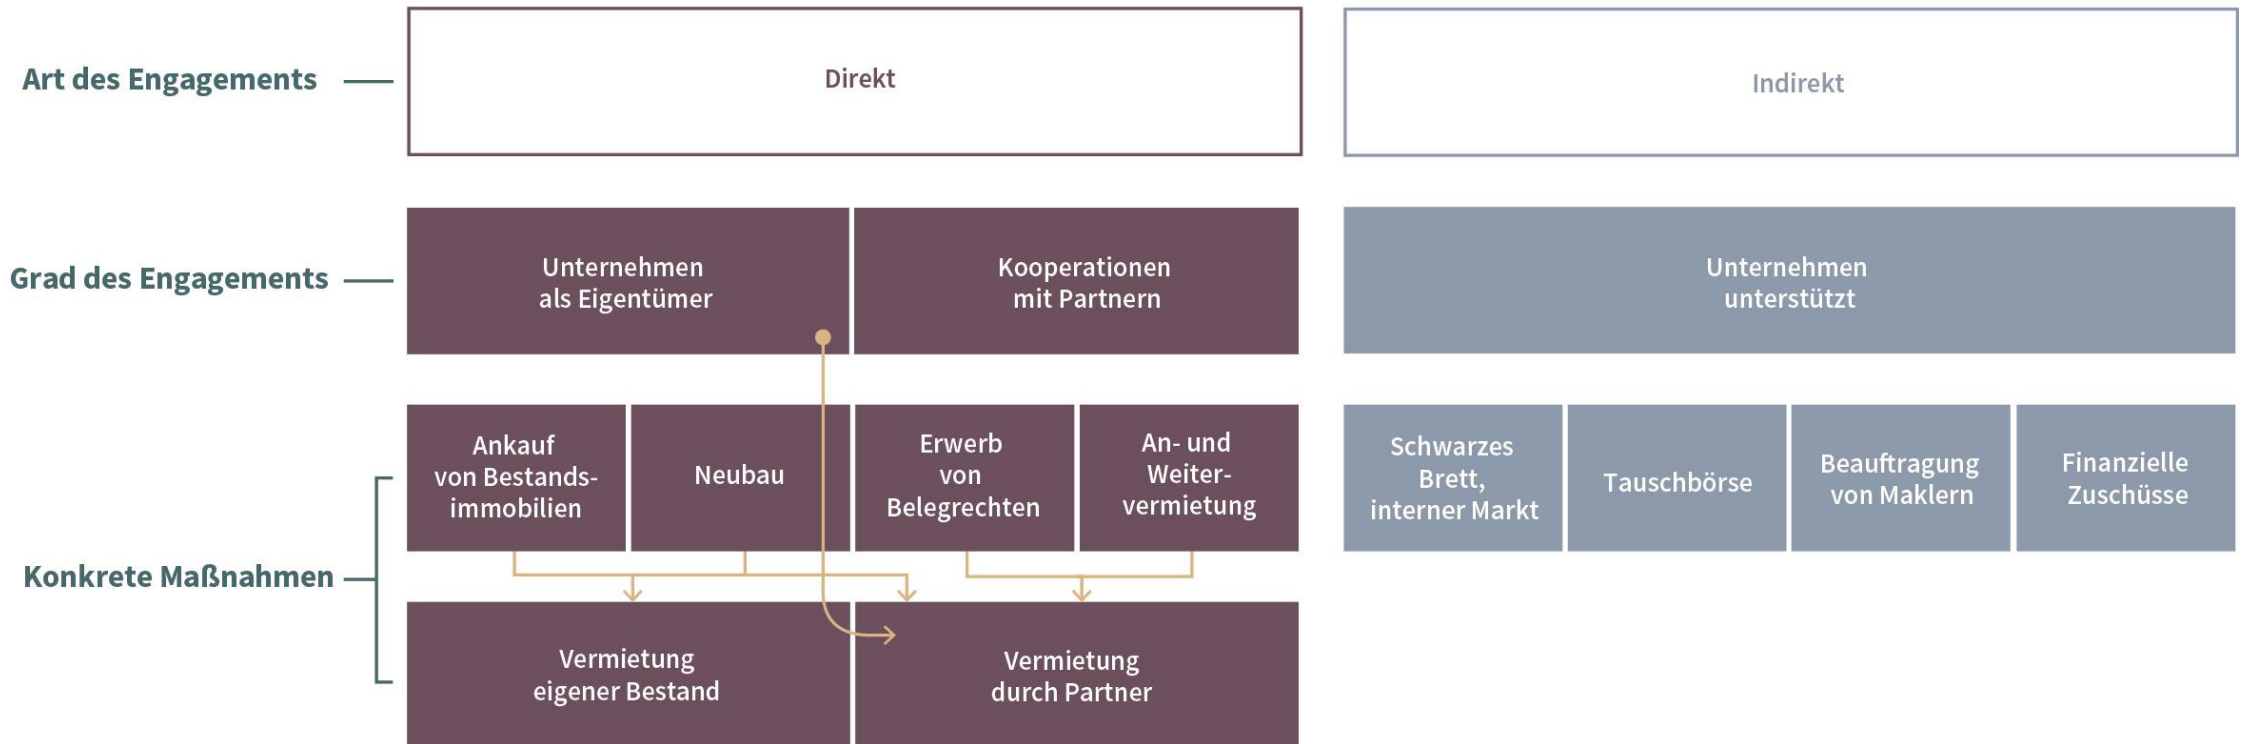 Art des Engagements
Direkt
Indirekt
Grad des Engagements
Unternehmen
als Eigentümer
Kooperationen
mit Partnern
Unternehmen
unterstützt
Konkrete Maßnahmen
Ankauf
von Bestands-
immobilien
Neubau
Erwerb
von
Belegrechten
An- und
Weiter-
vermietung
Schwarzes
Brett,
interner Markt
Tauschbörse
Beauftragung
von Maklern
Finanzielle
Zuschüsse
Vermietung
eigener Bestand
Vermietung
durch Partner